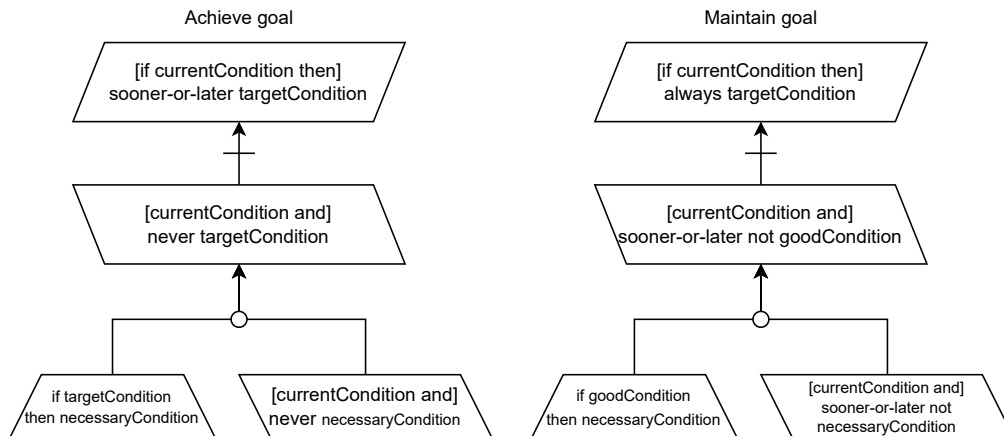 Achieve goal
[if currentCondition then]
sooner-or-later targetCondition
[currentCondition and]
never targetCondition
if targetCondition
then necessaryCondition
[currentCondition and]
never necessaryCondition
Maintain goal
[if currentCondition then]
always targetCondition
[currentCondition and]
sooner-or-later not goodCondition
if goodCondition
then necessaryCondition
[currentCondition and]
sooner-or-later not
necessaryCondition